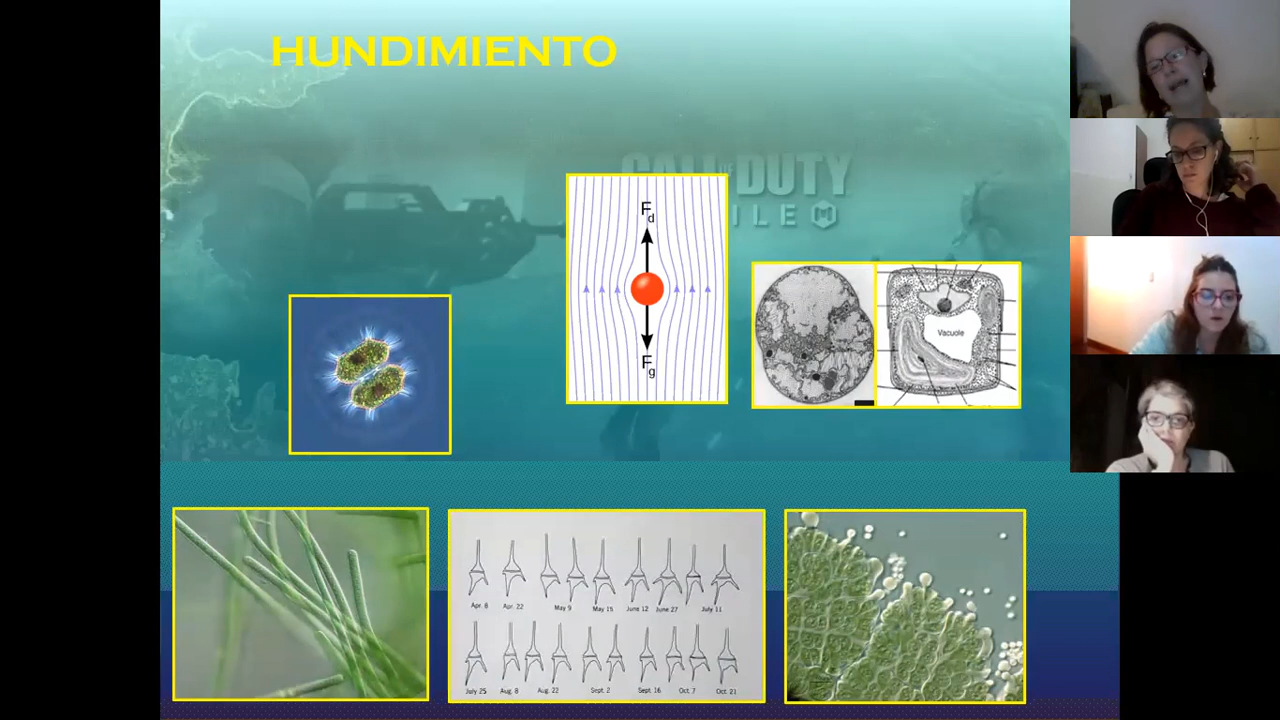 HUNDIMIENTO
CALL OF DUTY
ILE
Fd
Fg
Vacuole
Apr. 8 Apr. 22 May 9 May 15 June 12 June 27 July 11
July 25 Aug. 8 Aug. 22 Sept. 2 Sept. 16 Oct. 7 Oct. 21